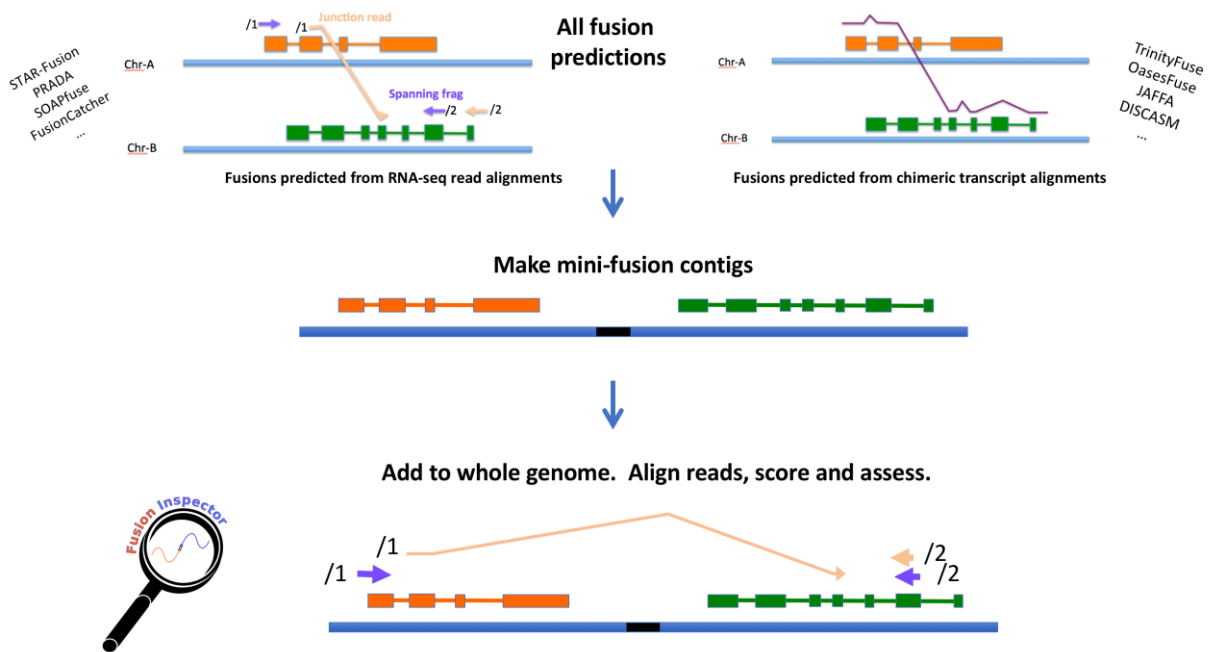 All fusion
predictions
/1
/1
Junction read
STAR-Fusion
PRADA
SOAPfuse
FusionCatcher
...
Chr-A
Spanning frag
/2
/2
Chr-B
Fusions predicted from RNA-seq read alignments
Chr-A
TrinityFuse
OasesFuse
JAFFA
DISCASM
...
Chr-B
Fusions predicted from chimeric transcript alignments
Make mini-fusion contigs
Add to whole genome.  Align reads, score and assess.
Fusion Inspector
/1
/1
/2
/2